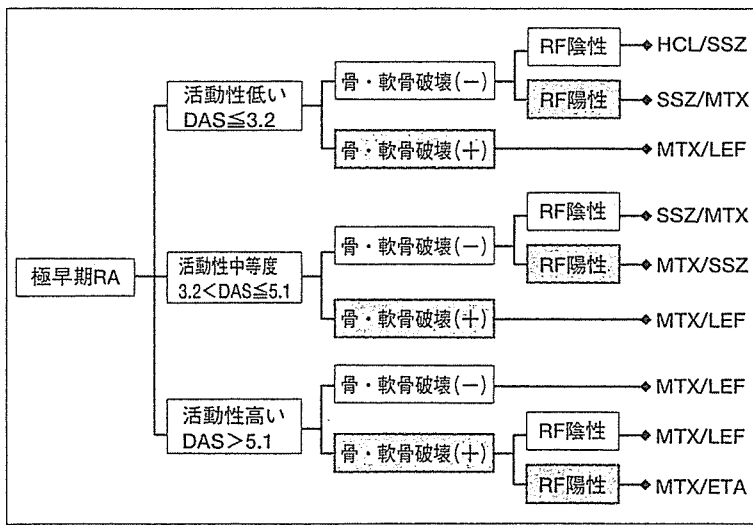 極早期RA
活動性低い
DAS≦3.2
骨・軟骨破壊(−)
RF陰性
HCL/SSZ
RF陽性
SSZ/MTX
骨・軟骨破壊(+)
MTX/LEF
活動性中等度
3.2<DAS≦5.1
骨・軟骨破壊(−)
RF陰性
SSZ/MTX
RF陽性
MTX/SSZ
骨・軟骨破壊(+)
MTX/LEF
活動性高い
DAS>5.1
骨・軟骨破壊(−)
MTX/LEF
骨・軟骨破壊(+)
RF陰性
MTX/LEF
RF陽性
MTX/ETA